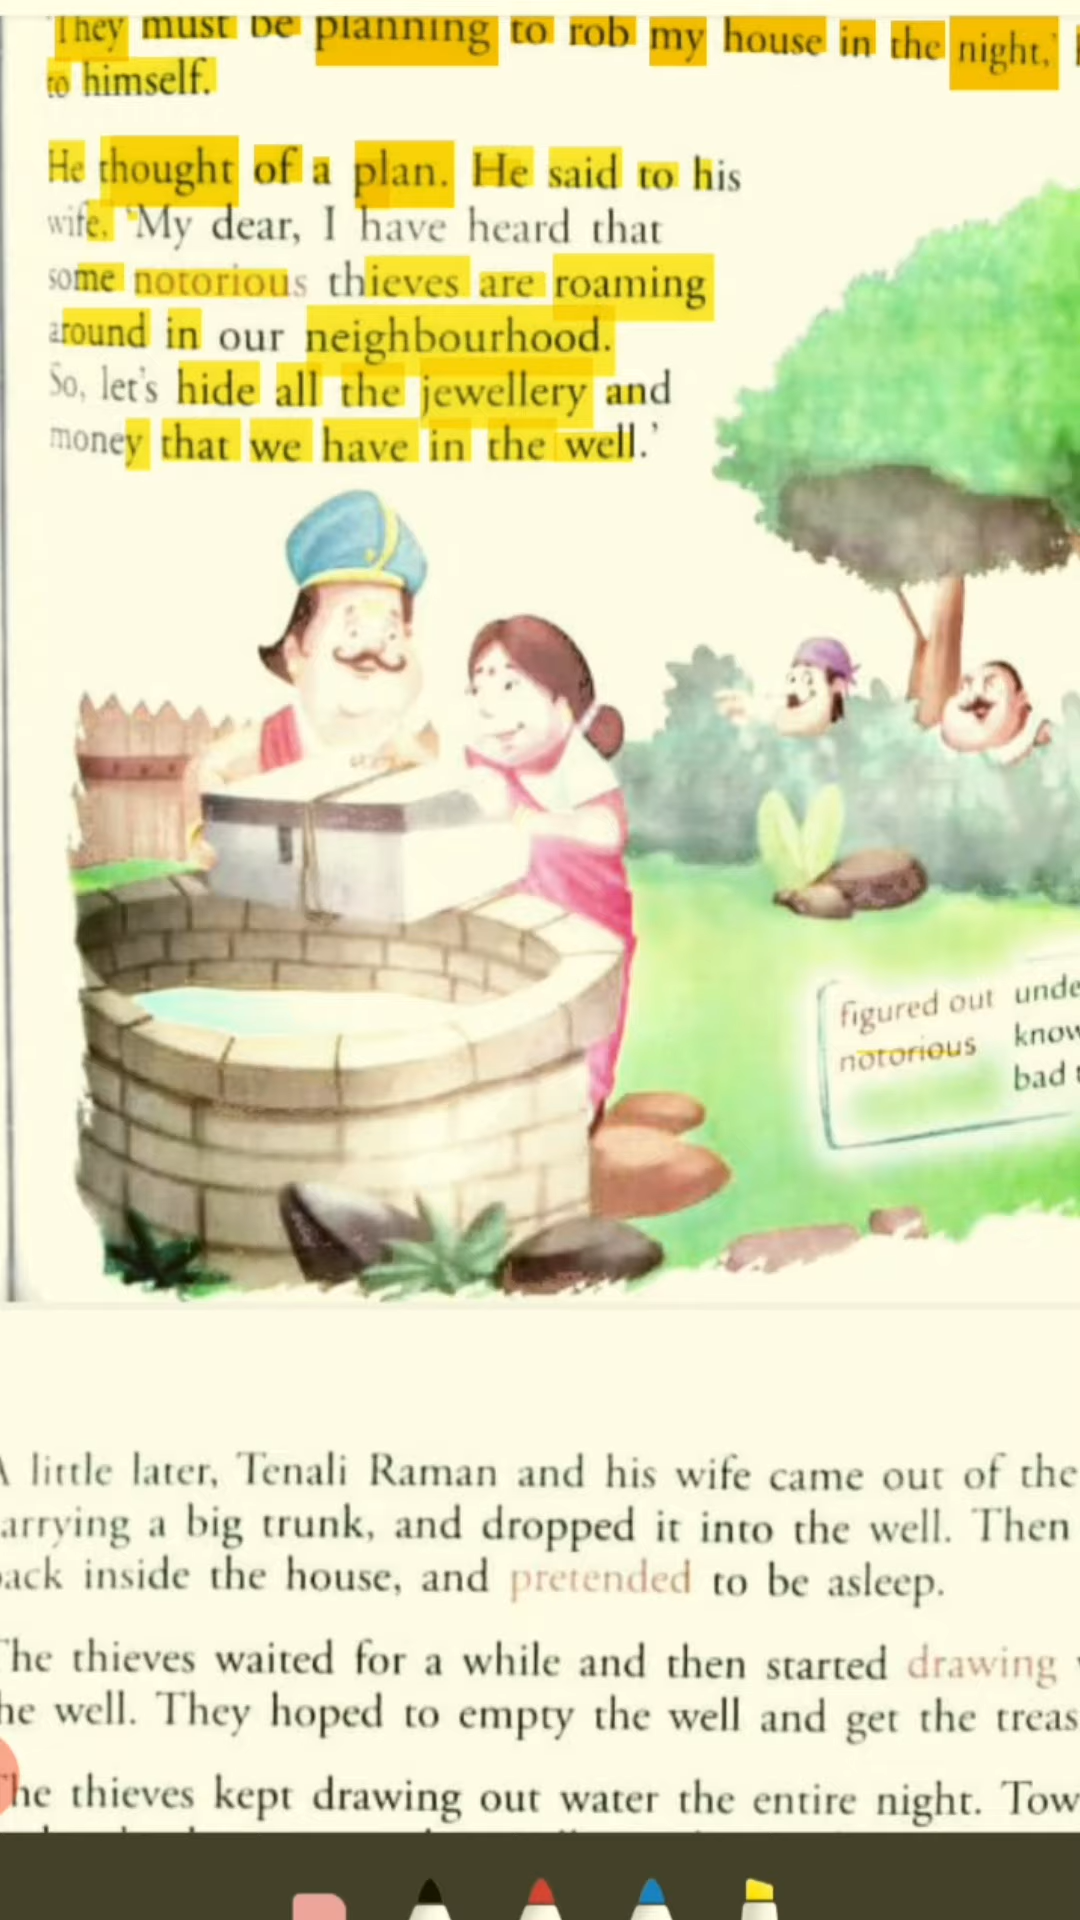 'They must be planning to rob my house in the night,'
to himself.
He thought of a plan. He said to his
wife, 'My dear, I have heard that
some notorious thieves are roaming
around in our neighbourhood.
So, let's hide all the jewellery and
money that we have in the well.'
figured out unde
notorious know
bad t
A little later, Tenali Raman and his wife came out of the
arrying a big trunk, and dropped it into the well. Then
ack inside the house, and pretended to be asleep.
The thieves waited for a while and then started drawing
he well. They hoped to empty the well and get the treas
The thieves kept drawing out water the entire night. Tow